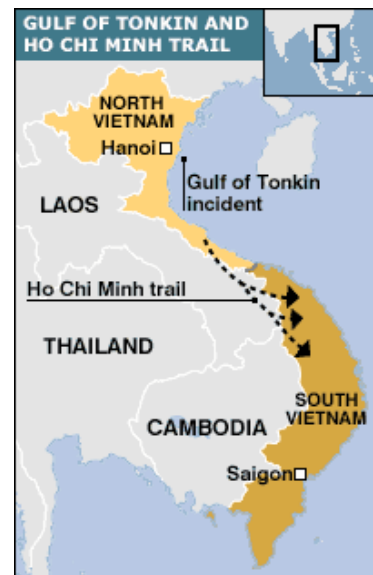 GULF OF TONKIN AND
HO CHI MINH TRAIL
NORTH
VIETNAM
Hanoi
Gulf of Tonkin
incident
LAOS
Ho Chi Minh trail
THAILAND
SOUTH
VIETNAM
CAMBODIA
Saigon